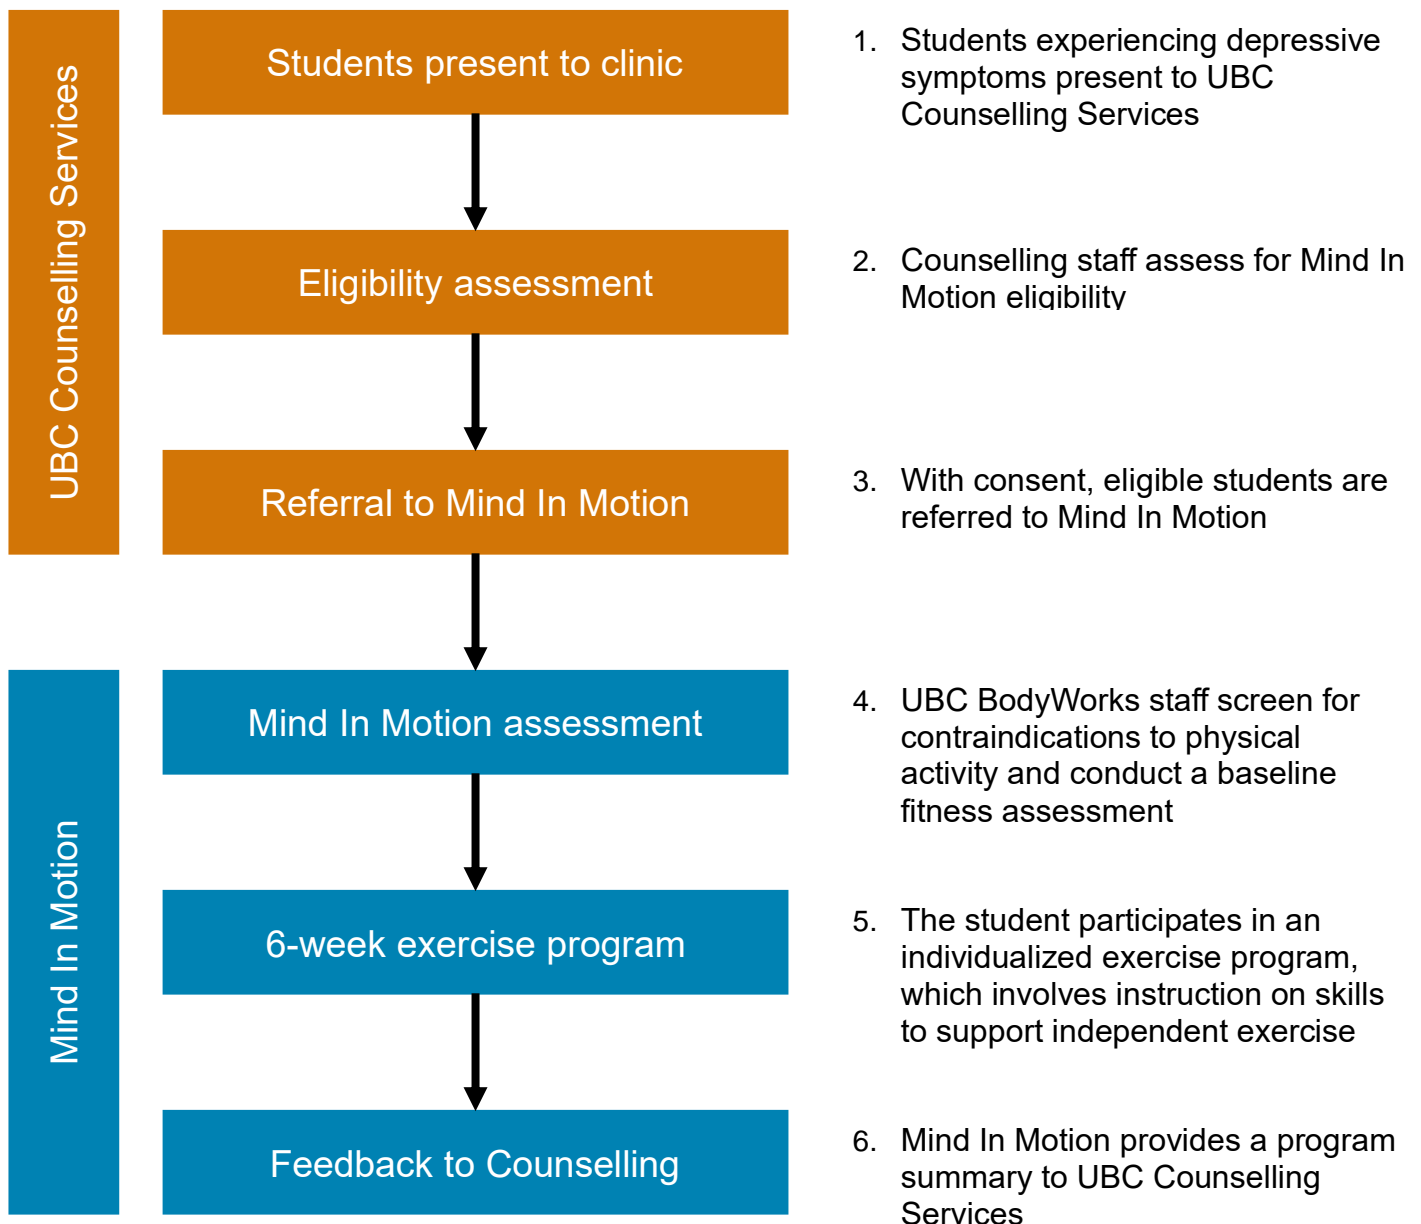 UBC Counselling Services
Students present to clinic
1. Students experiencing depressive
symptoms present to UBC
Counselling Services
Eligibility assessment
2. Counselling staff assess for Mind In
Motion eligibility
Referral to Mind In Motion
3. With consent, eligible students are
referred to Mind In Motion
Mind In Motion
Mind In Motion assessment
4. UBC BodyWorks staff screen for
contraindications to physical
activity and conduct a baseline
fitness assessment
6-week exercise program
5. The student participates in an
individualized exercise program,
which involves instruction on skills
to support independent exercise
Feedback to Counselling
6. Mind In Motion provides a program
summary to UBC Counselling
Services